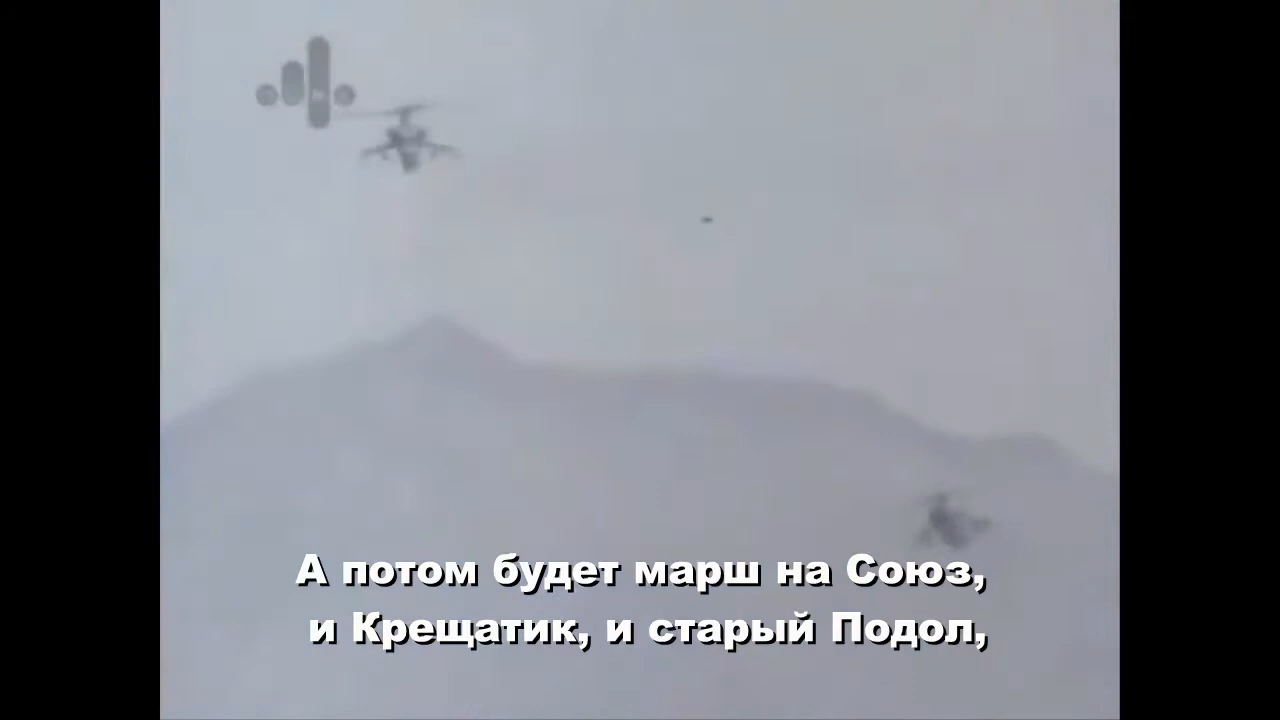 А потом будет марш на Союз,
и Крещатик, и старый Подол,